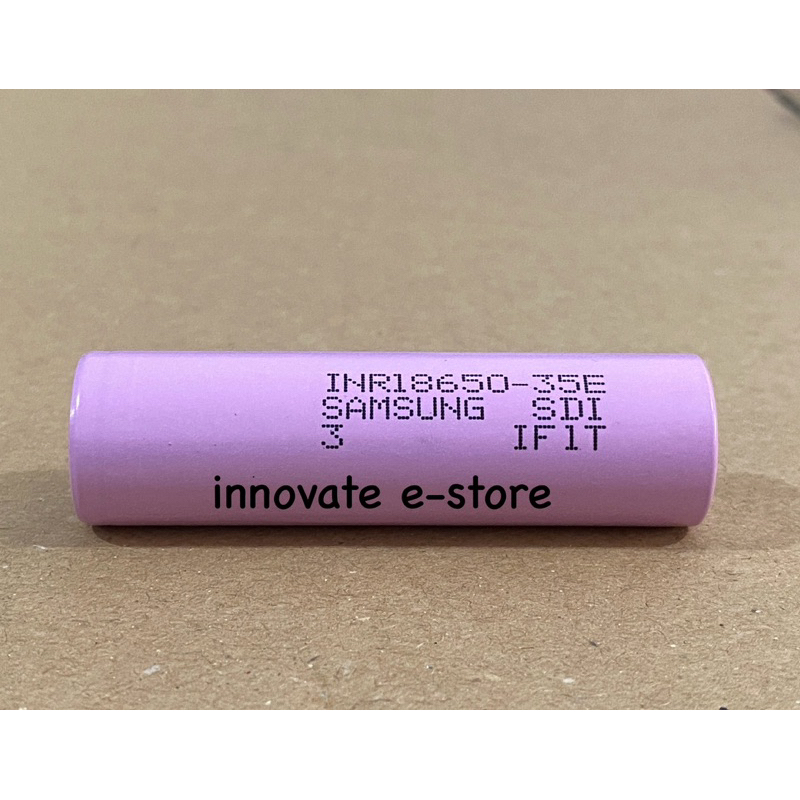 INR18650-35E
SAMSUNG SDI
3 IF1T
innovate e-store